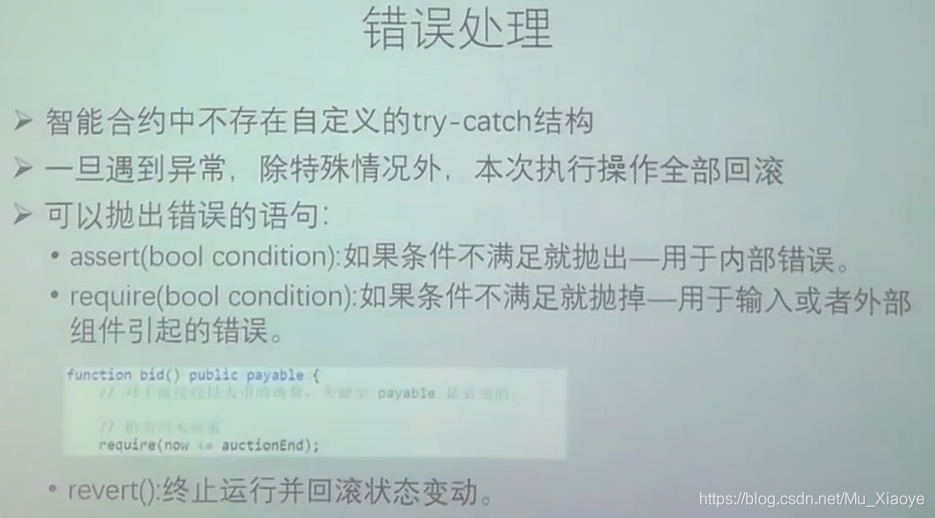 错误处理
➢ 智能合约中不存在自定义的try-catch结构
➢ 一旦遇到异常，除特殊情况外，本次执行操作全部回滚
➢ 可以抛出错误的语句：
• assert(bool condition):如果条件不满足就抛出—用于内部错误。
• require(bool condition):如果条件不满足就抛掉—用于输入或者外部
组件引起的错误。
function bid() public payable {
// 对于能接收以太币的函数，关键字 payable 是必须的。
//
require(now <= auctionEnd);
• revert():终止运行并回滚状态变动。
https://blog.csdn.net/Mu_Xiaoye